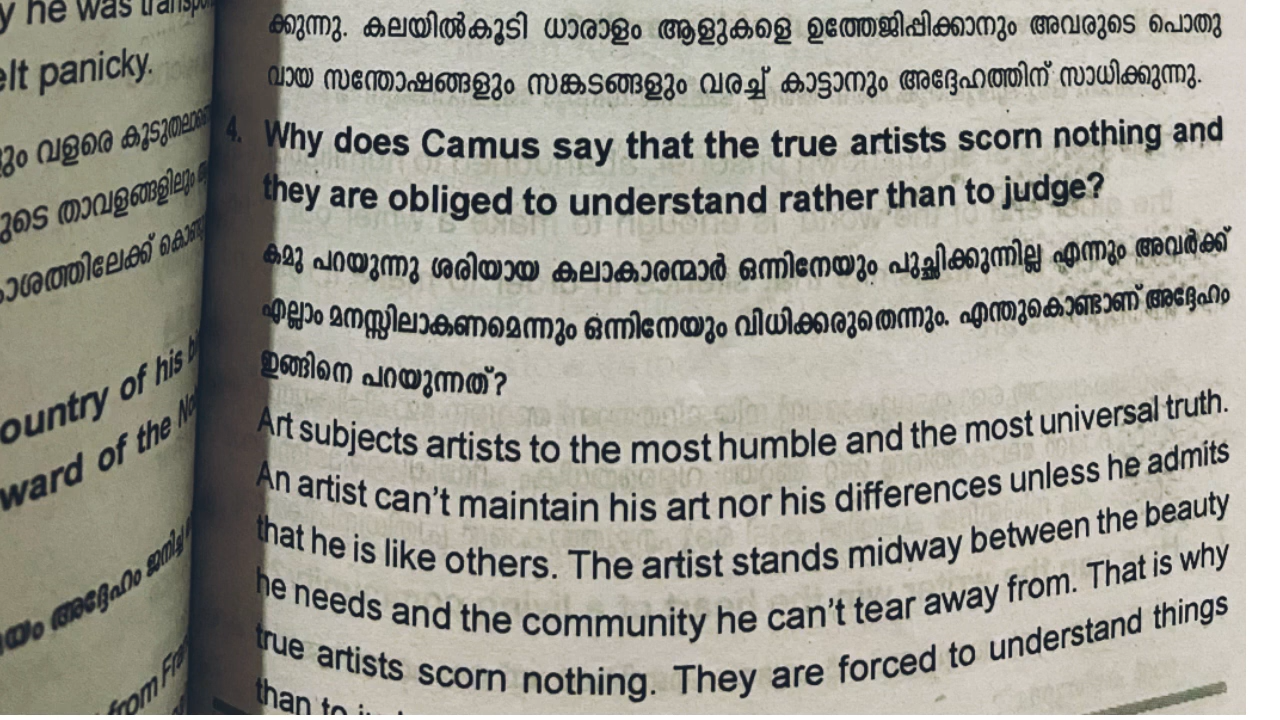 y he was
elt panicky.
ും വളരെ
ുടെ താവളങ്ങളിലും
ാശത്തിലേക്ക്
ountry of his
ward of the
അദ്ദേഹം
from
ക്കുന്നു. കലയിൽകൂടി ധാരാളം ആളുകളെ ഉത്തേജിപ്പിക്കാനും അവരുടെ പൊതു
വായ സന്തോഷങ്ങളും സങ്കടങ്ങളും വരച്ച് കാട്ടാനും അദ്ദേഹത്തിന് സാധിക്കുന്നു.
4. Why does Camus say that the true artists scorn nothing and
they are obliged to understand rather than to judge?
കമു പറയുന്നു ശരിയായ കലാകാരന്മാർ ഒന്നിനേയും പുച്ഛിക്കുന്നില്ല എന്നും അവർക്ക്
എല്ലാം മനസ്സിലാകണമെന്നും ഒന്നിനേയും വിധിക്കരുതെന്നും. എന്തുകൊണ്ടാണ് അദ്ദേഹം
ഇങ്ങിനെ പറയുന്നത്?
Art subjects artists to the most humble and the most universal truth.
An artist can't maintain his art nor his differences unless he admits
that he is like others. The artist stands midway between the beauty
he needs and the community he can't tear away from. That is why
true artists scorn nothing. They are forced to understand things
than to